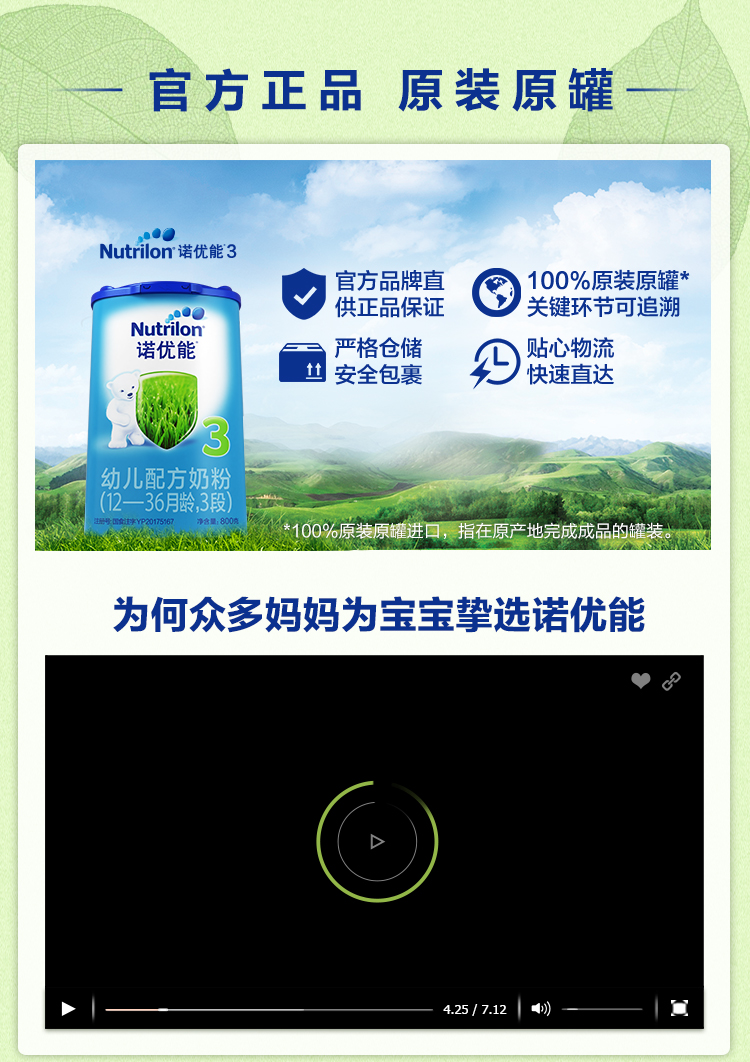 官方正品 原装原罐
Nutrilon 诺优能 3
官方品牌直
供正品保证
100%原装原罐*
关键环节可追溯
严格仓储
安全包裹
贴心物流
快速直达
Nutrilon
诺优能
3
幼儿配方奶粉
(12—36月龄,3段)
注册号:国食注字YP20175167 净含量:800克
*100%原装原罐进口，指在原产地完成成品的罐装。
为何众多妈妈为宝宝挚选诺优能
4.25 / 7.12